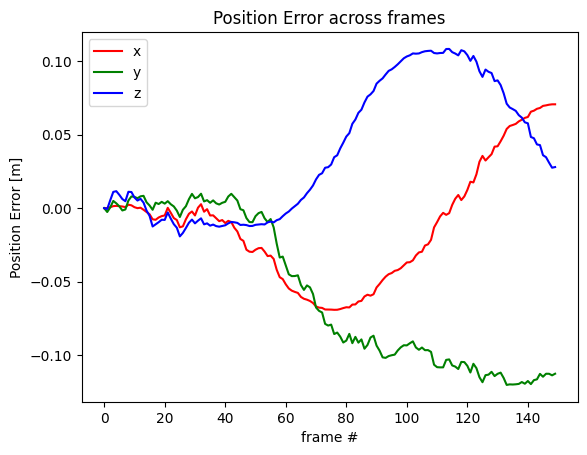 Position Error across frames
x
y
z
Position Error [m]
0.10
0.05
0.00
−0.05
−0.10
0 20 40 60 80 100 120 140
frame #